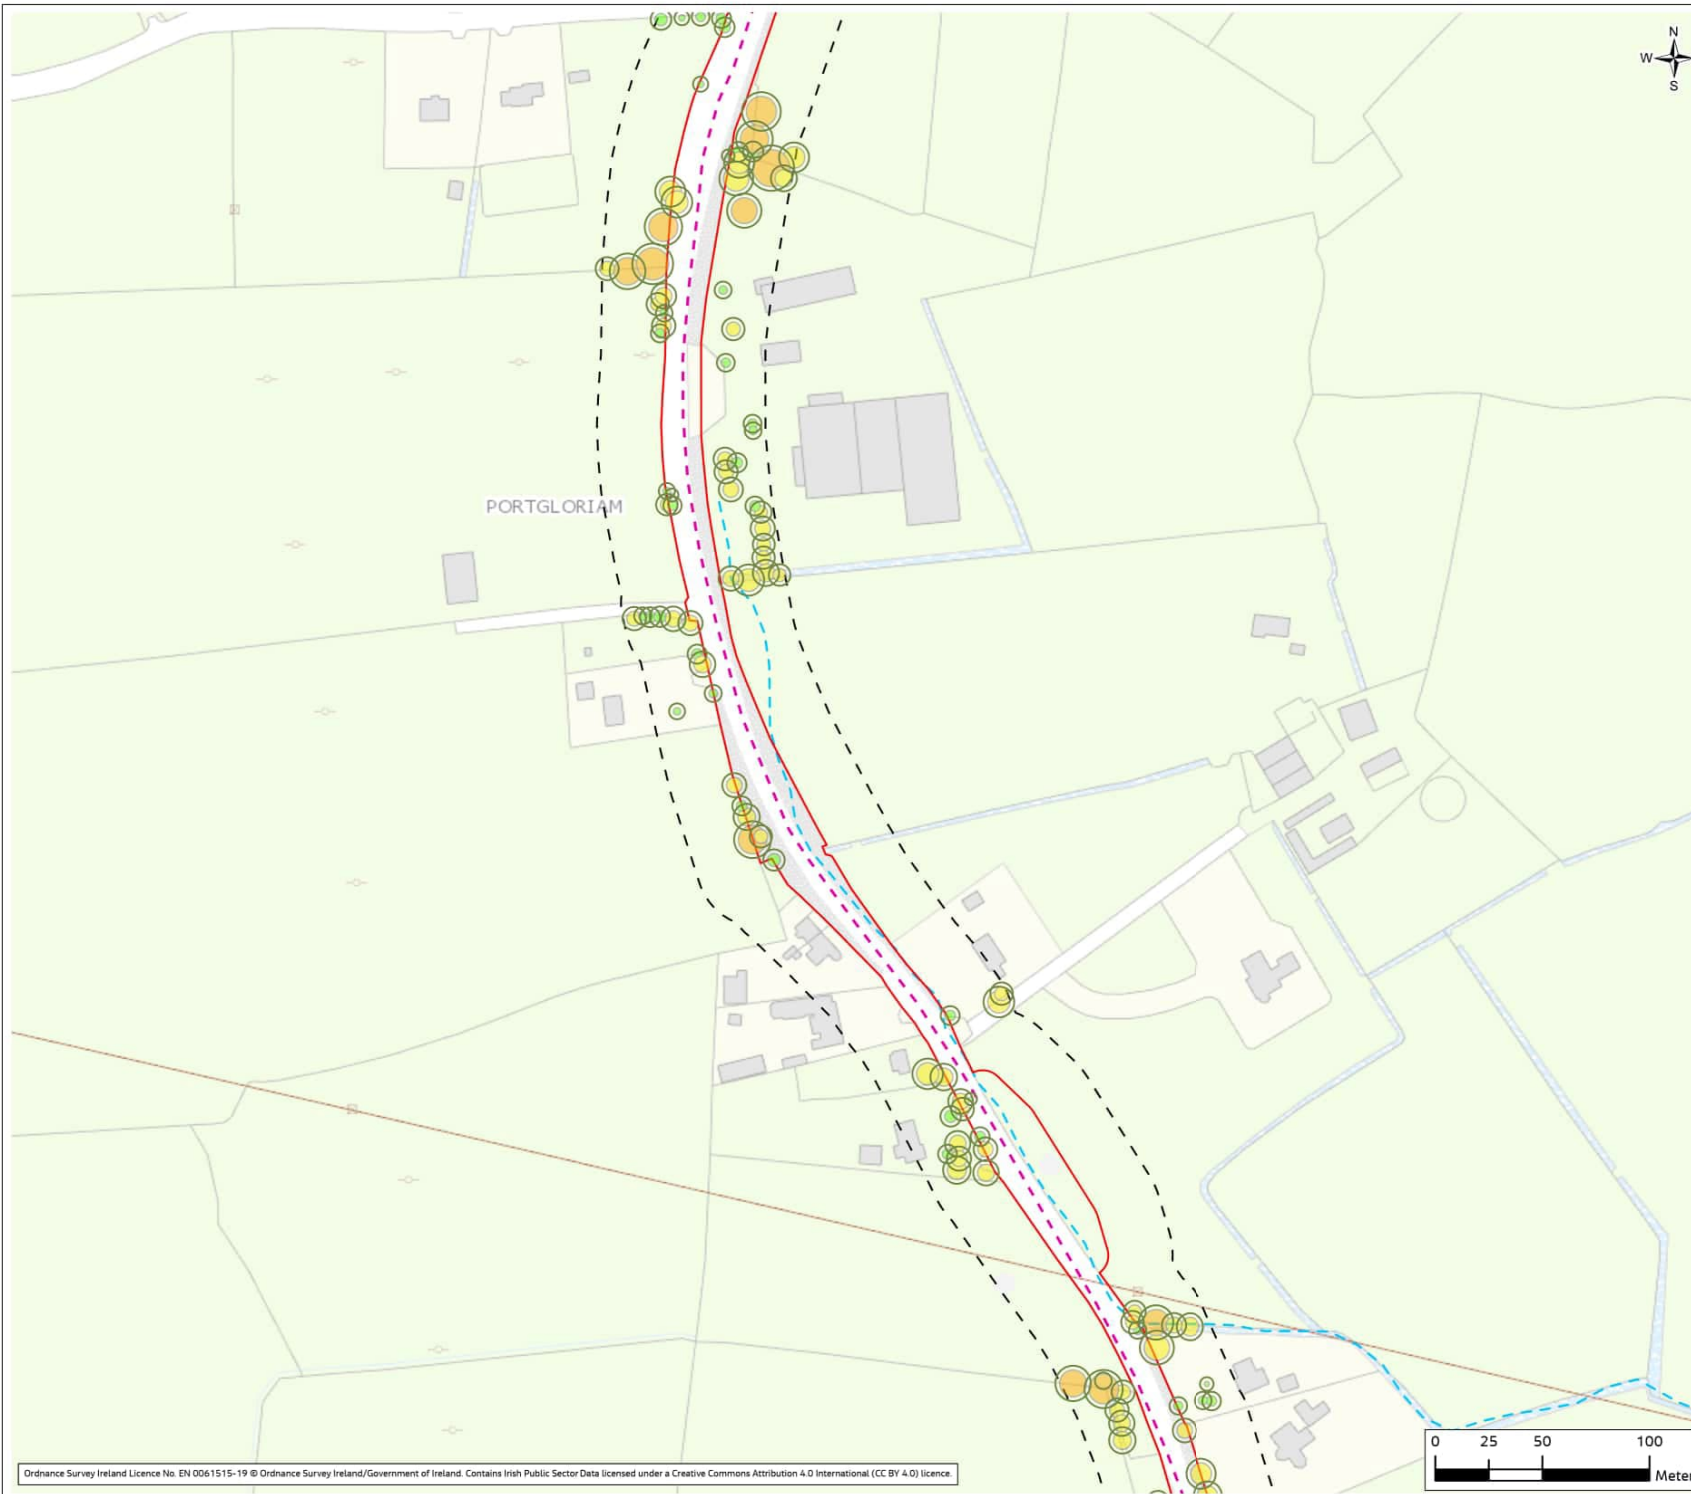 N
W
S
PORTGLORIAM
0 25 50 100
Meter
Ordnance Survey Ireland Licence No. EN 0061515-19 © Ordnance Survey Ireland/Government of Ireland. Contains Irish Public Sector Data licensed under a Creative Commons Attribution 4.0 International (CC BY 4.0) licence.